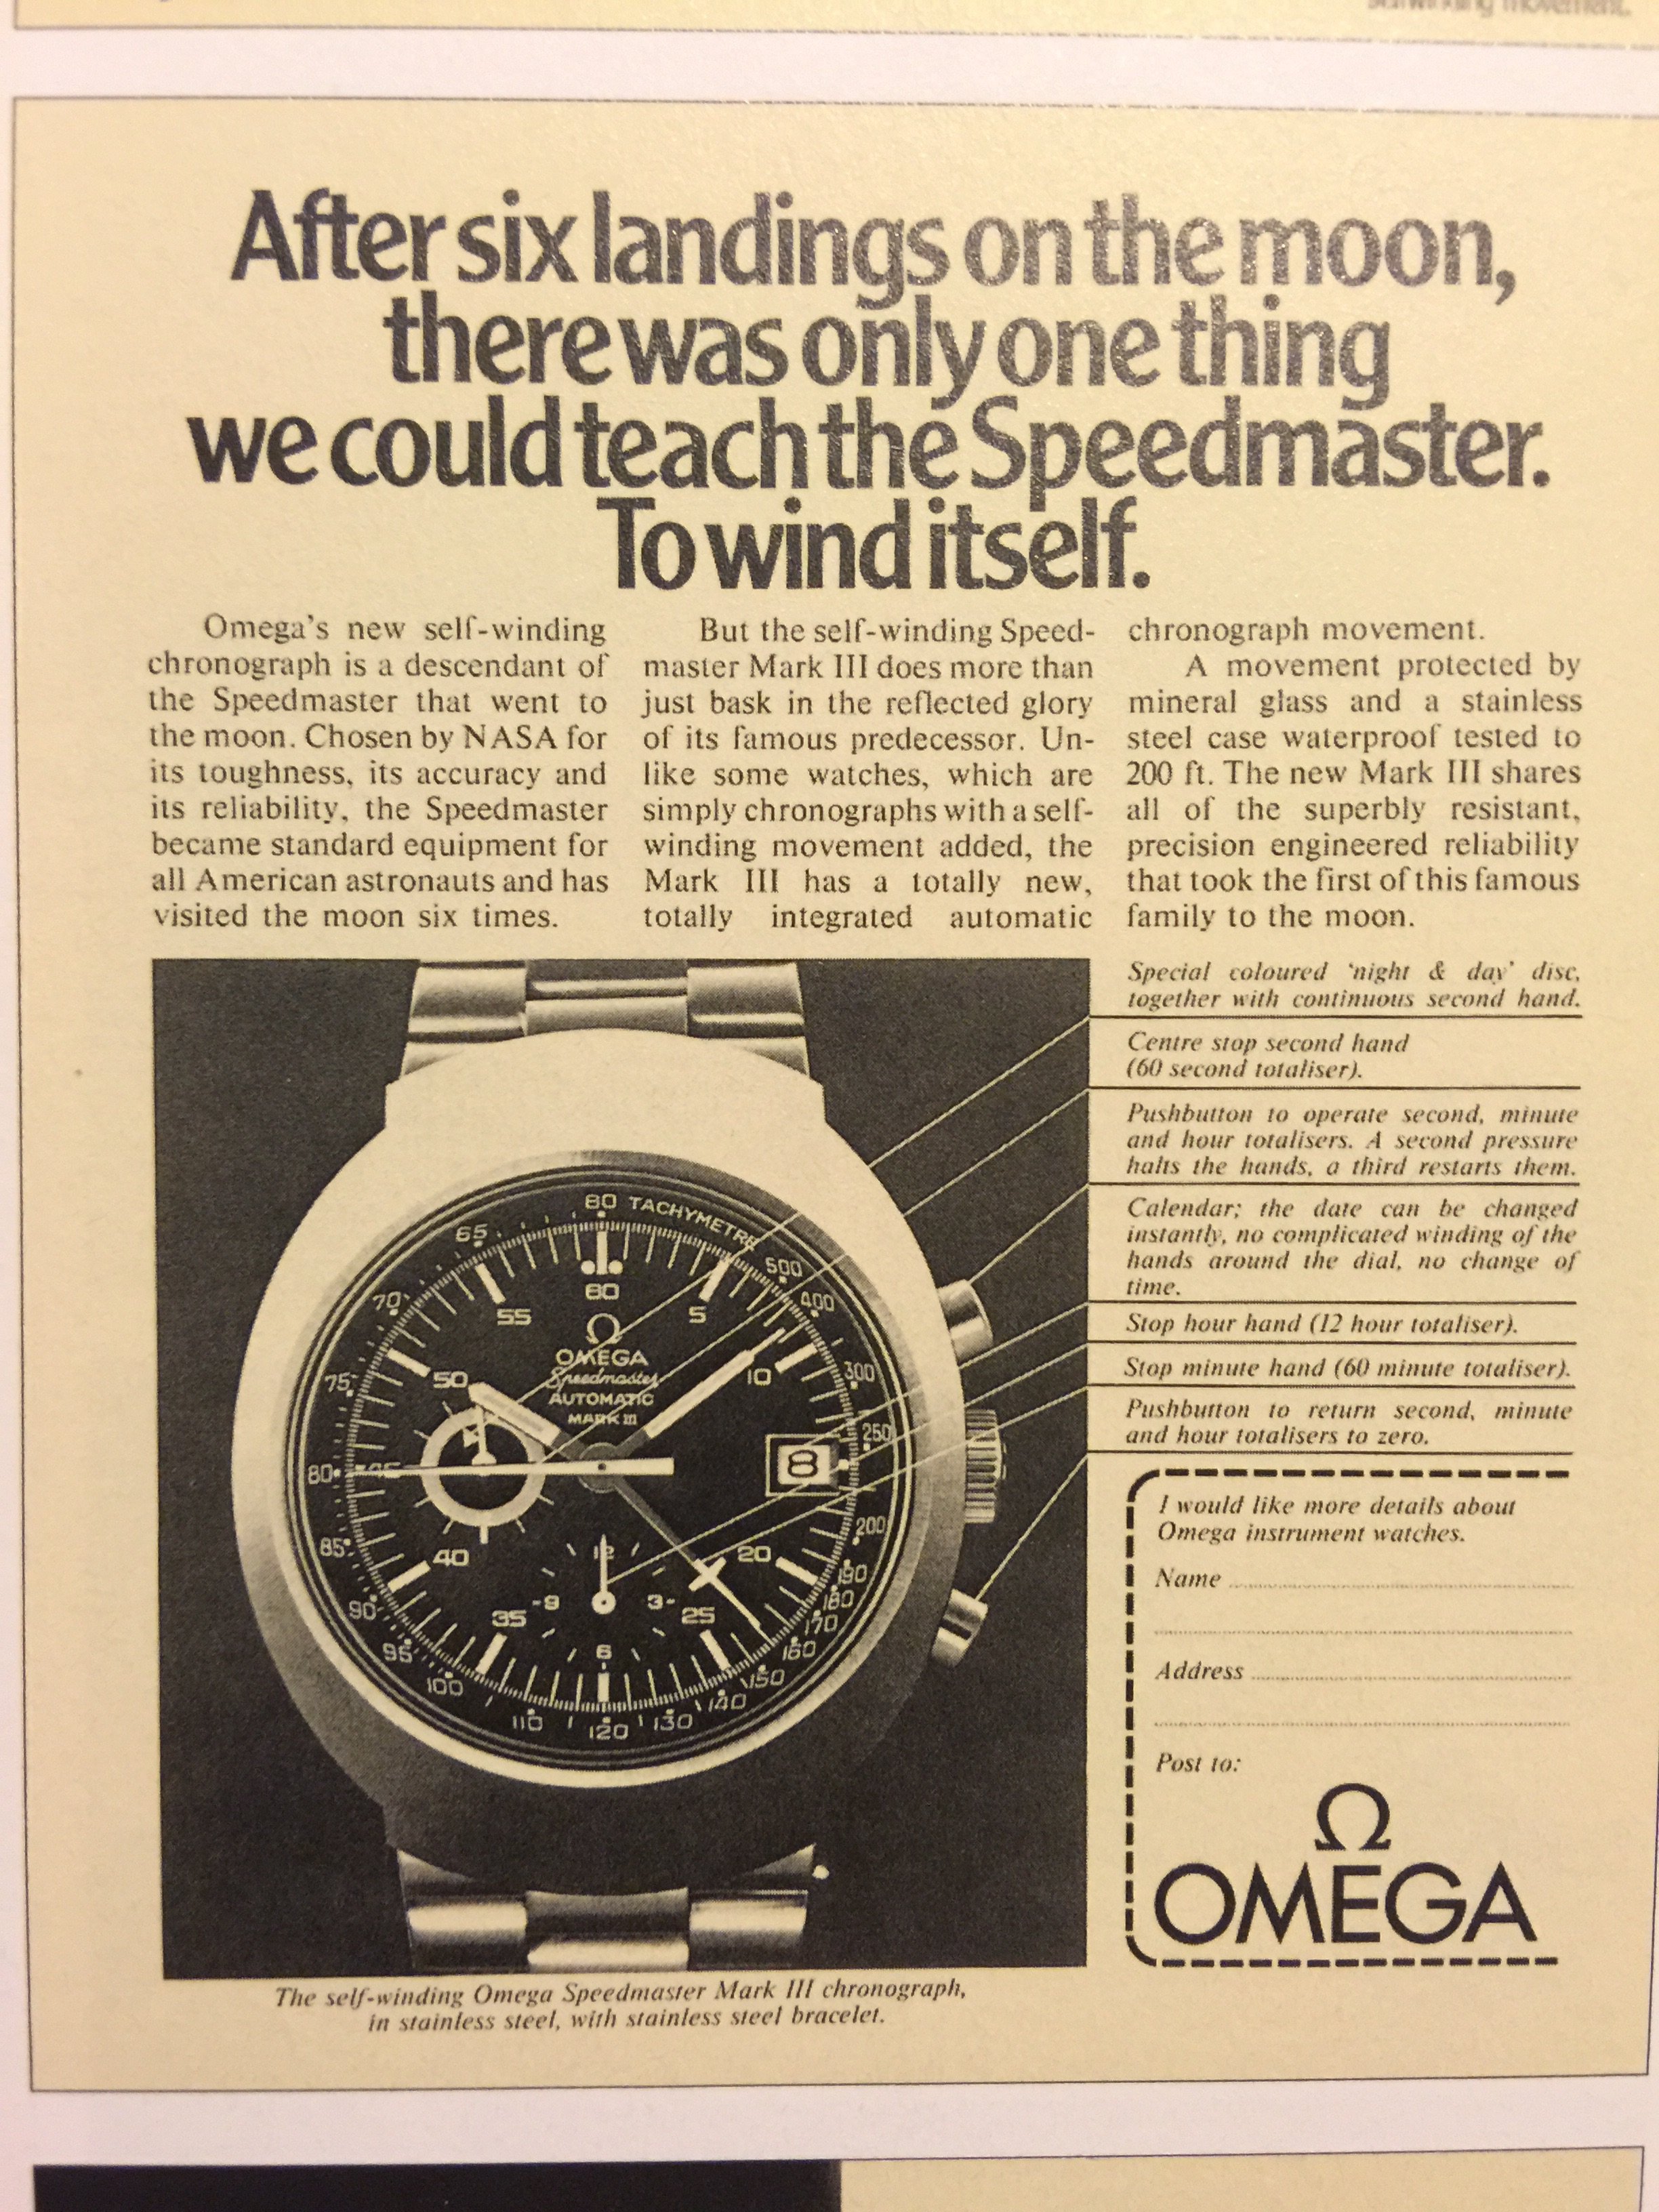 selfwinding movement.
After six landings on the moon,
there was only one thing
we could teach the Speedmaster.
To wind itself.
Omega's new self-winding
chronograph is a descendant of
the Speedmaster that went to
the moon. Chosen by NASA for
its toughness, its accuracy and
its reliability, the Speedmaster
became standard equipment for
all American astronauts and has
visited the moon six times.
But the self-winding Speed-
master Mark III does more than
just bask in the reflected glory
of its famous predecessor. Un-
like some watches, which are
simply chronographs with a self-
winding movement added, the
Mark III has a totally new,
totally integrated automatic
chronograph movement.
A movement protected by
mineral glass and a stainless
steel case waterproof tested to
200 ft. The new Mark III shares
all of the superbly resistant,
precision engineered reliability
that took the first of this famous
family to the moon.
60 TACHYMETRE
500
400
300
250
200
190
180
170
160
150
140
130
120
110
100
95
90
85
80
75
70
65
60
5
10
20
25
35
40
45
50
55
Ω
OMEGA
Speedmaster
AUTOMATIC
MARK III
8
12
3
6
9
Special coloured 'night & day' disc,
together with continuous second hand.
Centre stop second hand
(60 second totaliser).
Pushbutton to operate second, minute
and hour totalisers. A second pressure
halts the hands, a third restarts them.
Calendar; the date can be changed
instantly, no complicated winding of the
hands around the dial, no change of
time.
Stop hour hand (12 hour totaliser).
Stop minute hand (60 minute totaliser).
Pushbutton to return second, minute
and hour totalisers to zero.
I would like more details about
Omega instrument watches.
Name
Address
Post to:
Ω
OMEGA
The self-winding Omega Speedmaster Mark III chronograph,
in stainless steel, with stainless steel bracelet.